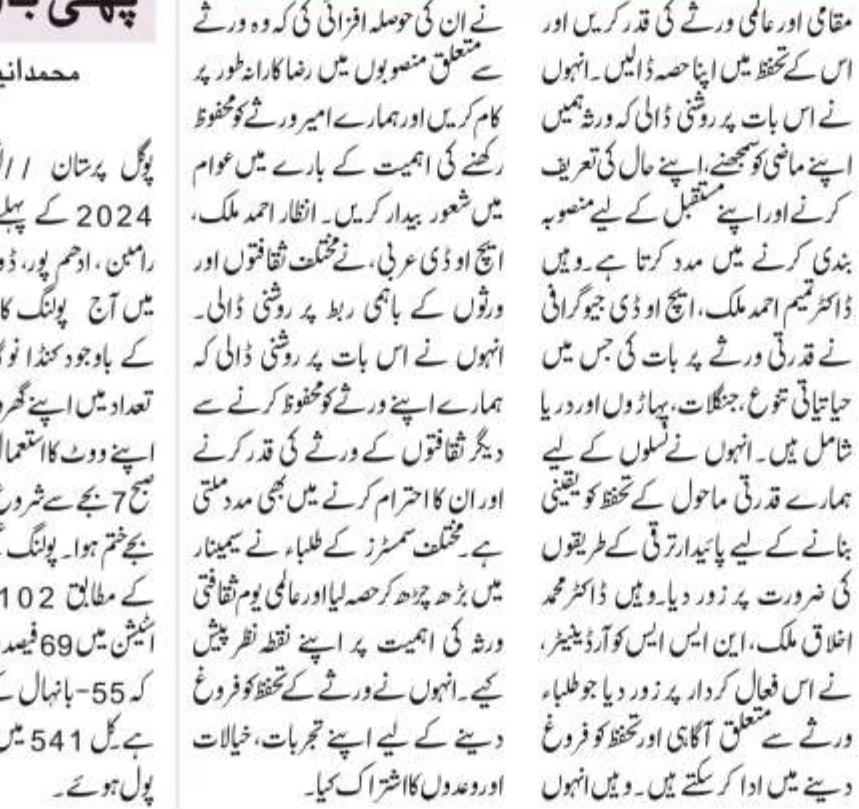 مقامی اور عالمی ورثے کی قدر کریں اور
اس کے تحفظ میں اپنا حصہ ڈالیں۔انہوں
نے اس بات پر روشنی ڈالی کہ ورثہ ہمیں
اپنے ماضی کو سمجھنے،اپنے حال کی تعریف
کرنے اور اپنے مستقبل کے لیے منصوبہ
بندی کرنے میں مدد کرتا ہے۔وہیں
ڈاکٹر تمیم احمد ملک،ایچ او ڈی جیوگرافی
نے قدرتی ورثے پر بات کی جس میں
حیاتیاتی تنوع،جنگلات،پہاڑوں اور دریا
شامل ہیں۔انہوں نے نسلوں کے لیے
ہمارے قدرتی ماحول کے تحفظ کو یقینی
بنانے کے لیے پائیدار ترقی کے طریقوں
کی ضرورت پر زور دیا۔وہیں ڈاکٹر محمد
اخلاق ملک،این ایس ایس کوآرڈینیٹر،
نے اس فعال کردار پر زور دیا جو طلباء
ورثے سے متعلق آگاہی اور تحفظ کو فروغ
دینے میں ادا کر سکتے ہیں۔وہیں انہوں
نے ان کی حوصلہ افزائی کی کہ وہ ورثے
سے متعلق منصوبوں میں رضاکارانہ طور پر
کام کریں اور ہمارے امیر ورثے کو محفوظ
رکھنے کی اہمیت کے بارے میں عوام
میں شعور بیدار کریں۔ انظار احمد ملک،
ایچ او ڈی عربی، نے مختلف ثقافتوں اور
ورثوں کے باہمی ربط پر روشنی ڈالی۔
انہوں نے اس بات پر روشنی ڈالی کہ
ہمارے اپنے ورثے کو محفوظ کرنے سے
دیگر ثقافتوں کے ورثے کی قدر کرنے
اور ان کا احترام کرنے میں بھی مدد ملتی
ہے۔مختلف سمسٹرز کے طلباء نے سیمینار
میں بڑھ چڑھ کر حصہ لیا اور عالمی یوم ثقافتی
ورثہ کی اہمیت پر اپنے نقطہ نظر پیش
کیے۔انہوں نے ورثے کے تحفظ کو فروغ
دینے کے لیے اپنے تجربات، خیالات
اور وعدوں کا اشتراک کیا۔
پہلی
پوگل پرستان //
2024 کے پہلے
رامبن، ادھم پور،
میں آج پولنگ کا
کے باوجود کنڈا
تعداد میں اپنے
اپنے ووٹ کا استعمال
صبح 7 بجے سے شروع
بجے ختم ہوا۔ پولنگ
کے مطابق 102
اسٹیشن میں 69 فیصد
کہ 55-بانہال
ہے۔کل 541 میں
پول ہوئے۔